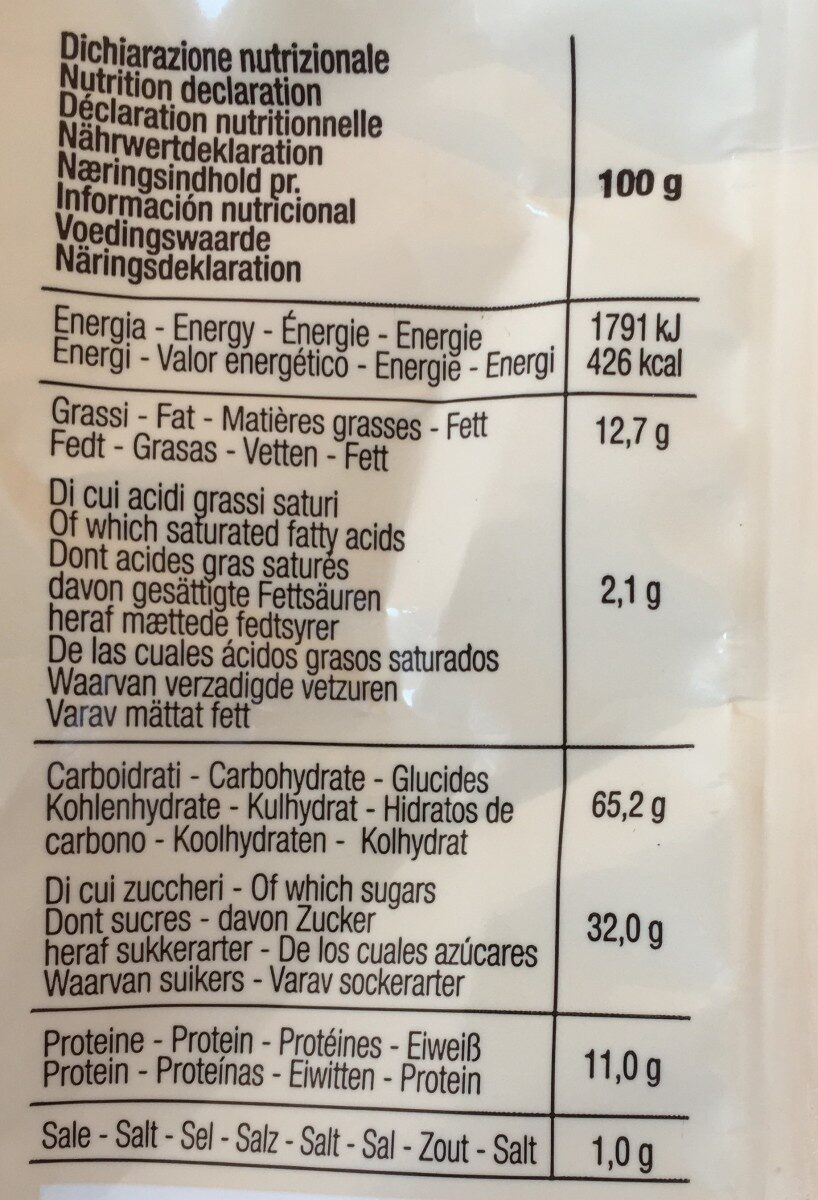 Dichiarazione nutrizionale
Nutrition declaration
Déclaration nutritionnelle
Nährwertdeklaration
Næringsindhold pr.
Información nutricional
Voedingswaarde
Näringsdeklaration
100 g
Energia - Energy - Énergie - Energie
Energi - Valor energético - Energie - Energi
1791 kJ
426 kcal
Grassi - Fat - Matières grasses - Fett
Fedt - Grasas - Vetten - Fett
12,7 g
Di cui acidi grassi saturi
Of which saturated fatty acids
Dont acides gras saturés
davon gesättigte Fettsäuren
heraf mættede fedtsyrer
De las cuales ácidos grasos saturados
Waarvan verzadigde vetzuren
Varav mättat fett
2,1 g
Carboidrati - Carbohydrate - Glucides
Kohlenhydrate - Kulhydrat - Hidratos de
carbono - Koolhydraten - Kolhydrat
65,2 g
Di cui zuccheri - Of which sugars
Dont sucres - davon Zucker
heraf sukkerarter - De los cuales azúcares
Waarvan suikers - Varav sockerarter
32,0 g
Proteine - Protein - Protéines - Eiweiß
Protein - Proteínas - Eiwitten - Protein
11,0 g
Sale - Salt - Sel - Salz - Salt - Sal - Zout - Salt
1,0 g